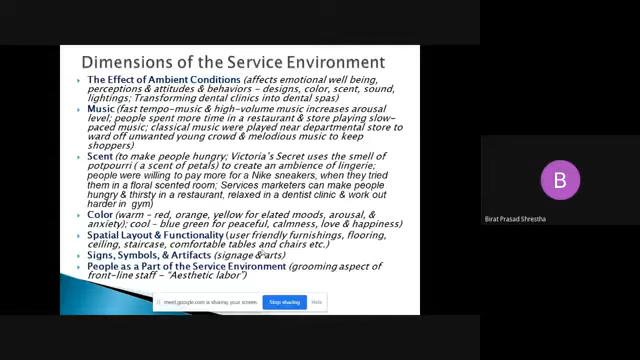 Dimensions of the Service Environment
The Effect of Ambient Conditions (affects emotional well being,
perceptions & attitudes & behaviors – designs, color, scent, sound,
lightings; Transforming dental clinics into dental spas)
Music (fast tempo-music & high-volume music increases arousal
level; people spent more time in a restaurant & store playing slow-
paced music; classical music were played near departmental store to
ward off unwanted young crowd & melodious music to keep
shoppers)
Scent (to make people hungry; Victoria's Secret uses the smell of
potpourri ( a scent of petals) to create an ambience of lingerie;
people were willing to pay more for a Nike sneakers, when they tried
them in a floral scented room; Services marketers can make people
hungry & thirsty in a restaurant, relaxed in a dentist clinic & work out
harder in gym)
Color (warm – red, orange, yellow for elated moods, arousal, &
anxiety); cool – blue green for peaceful, calmness, love & happiness)
Spatial Layout & Functionality (user friendly furnishings, flooring,
ceiling, staircase, comfortable tables and chairs etc.)
Signs, Symbols, & Artifacts (signage & arts)
People as a Part of the Service Environment (grooming aspect of
front-line staff – "Aesthetic labor")
meet.google.com is sharing your screen.
Stop sharing
Hide
B
Birat Prasad Shrestha